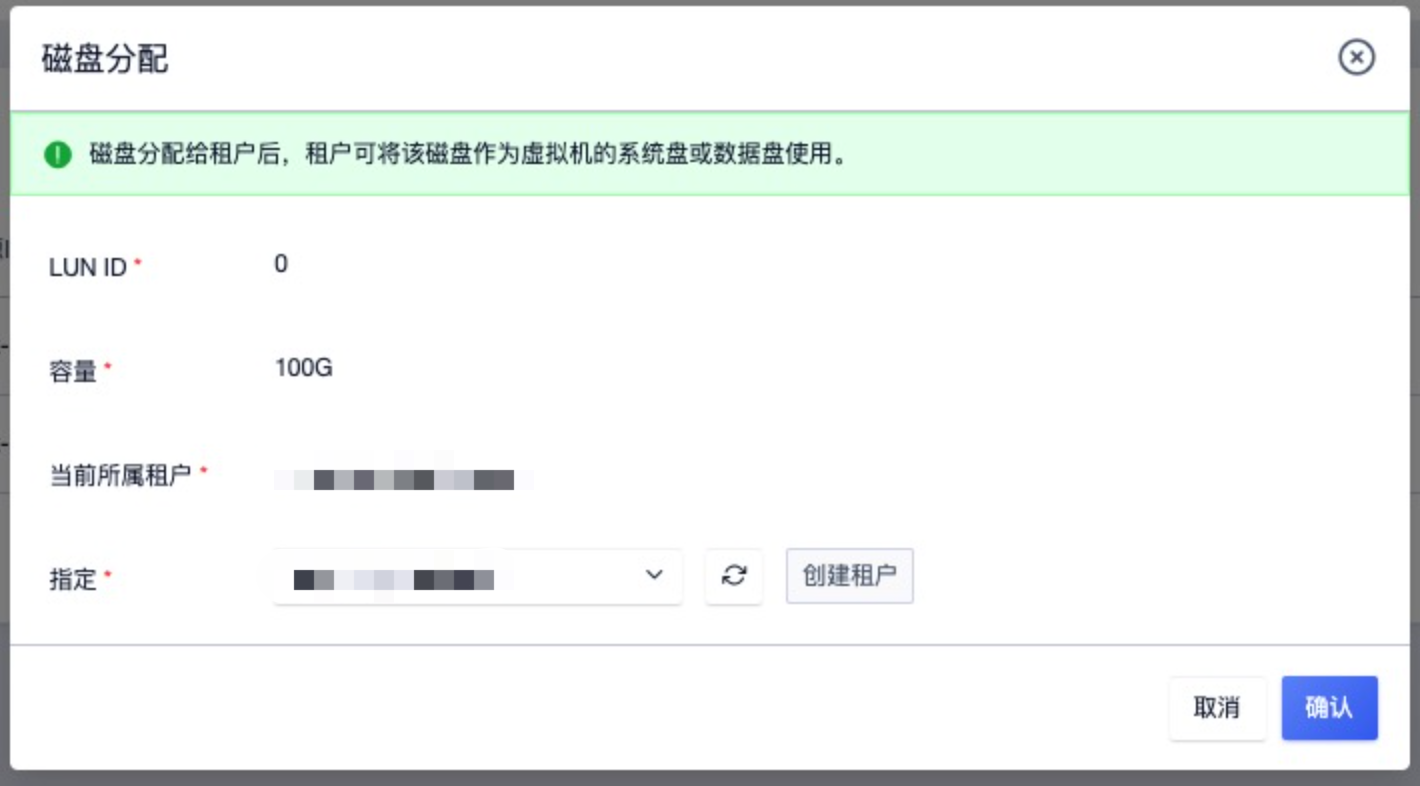 磁盘分配
磁盘分配给租户后，租户可将该磁盘作为虚拟机的系统盘或数据盘使用。
LUN ID * 0
容量 * 100G
当前所属租户 *
指定 * 创建租户
取消 确认